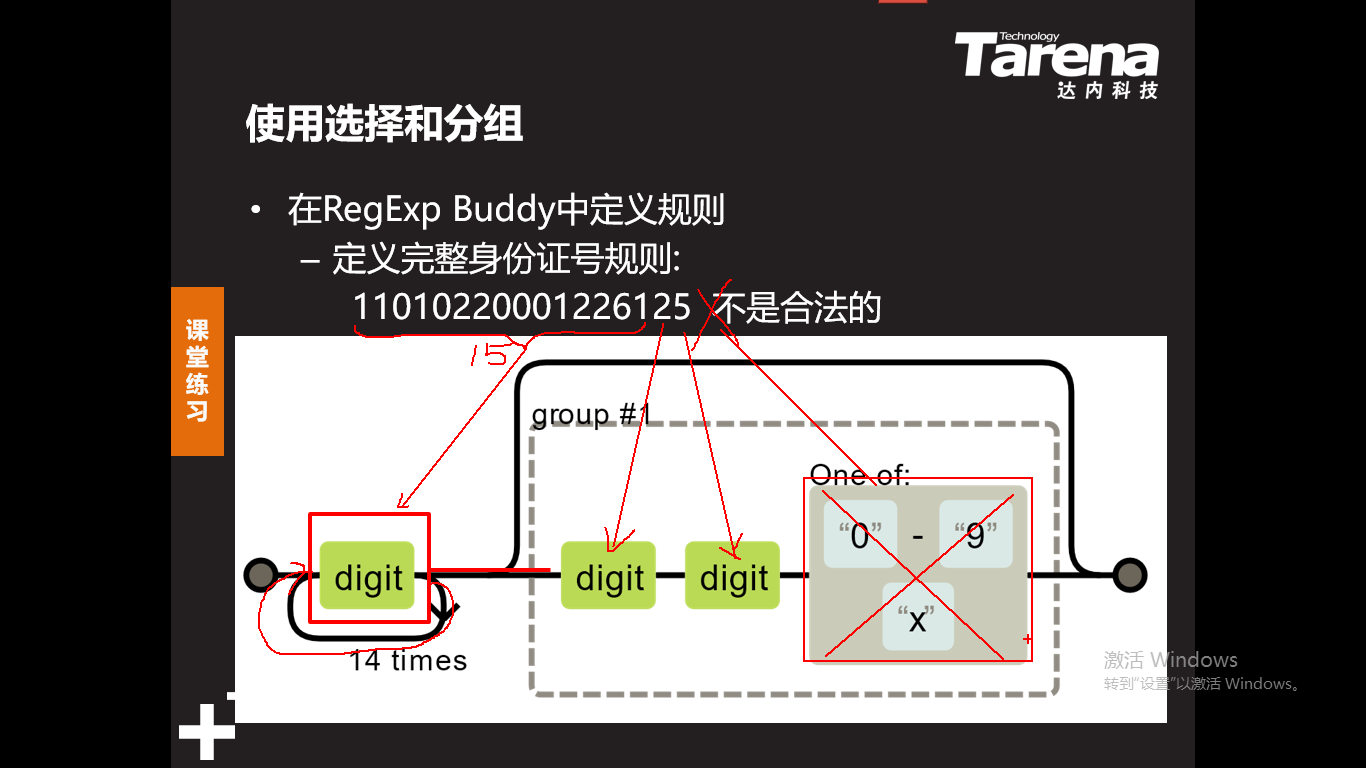 Technology
Tarena
达内科技
使用选择和分组
• 在RegExp Buddy中定义规则
– 定义完整身份证号规则:
11010220001226125 不是合法的
课堂练习
15
group #1
One of:
“0” - “9”
digit
digit
digit
“x”
14 times
激活 Windows
转到“设置”以激活 Windows。